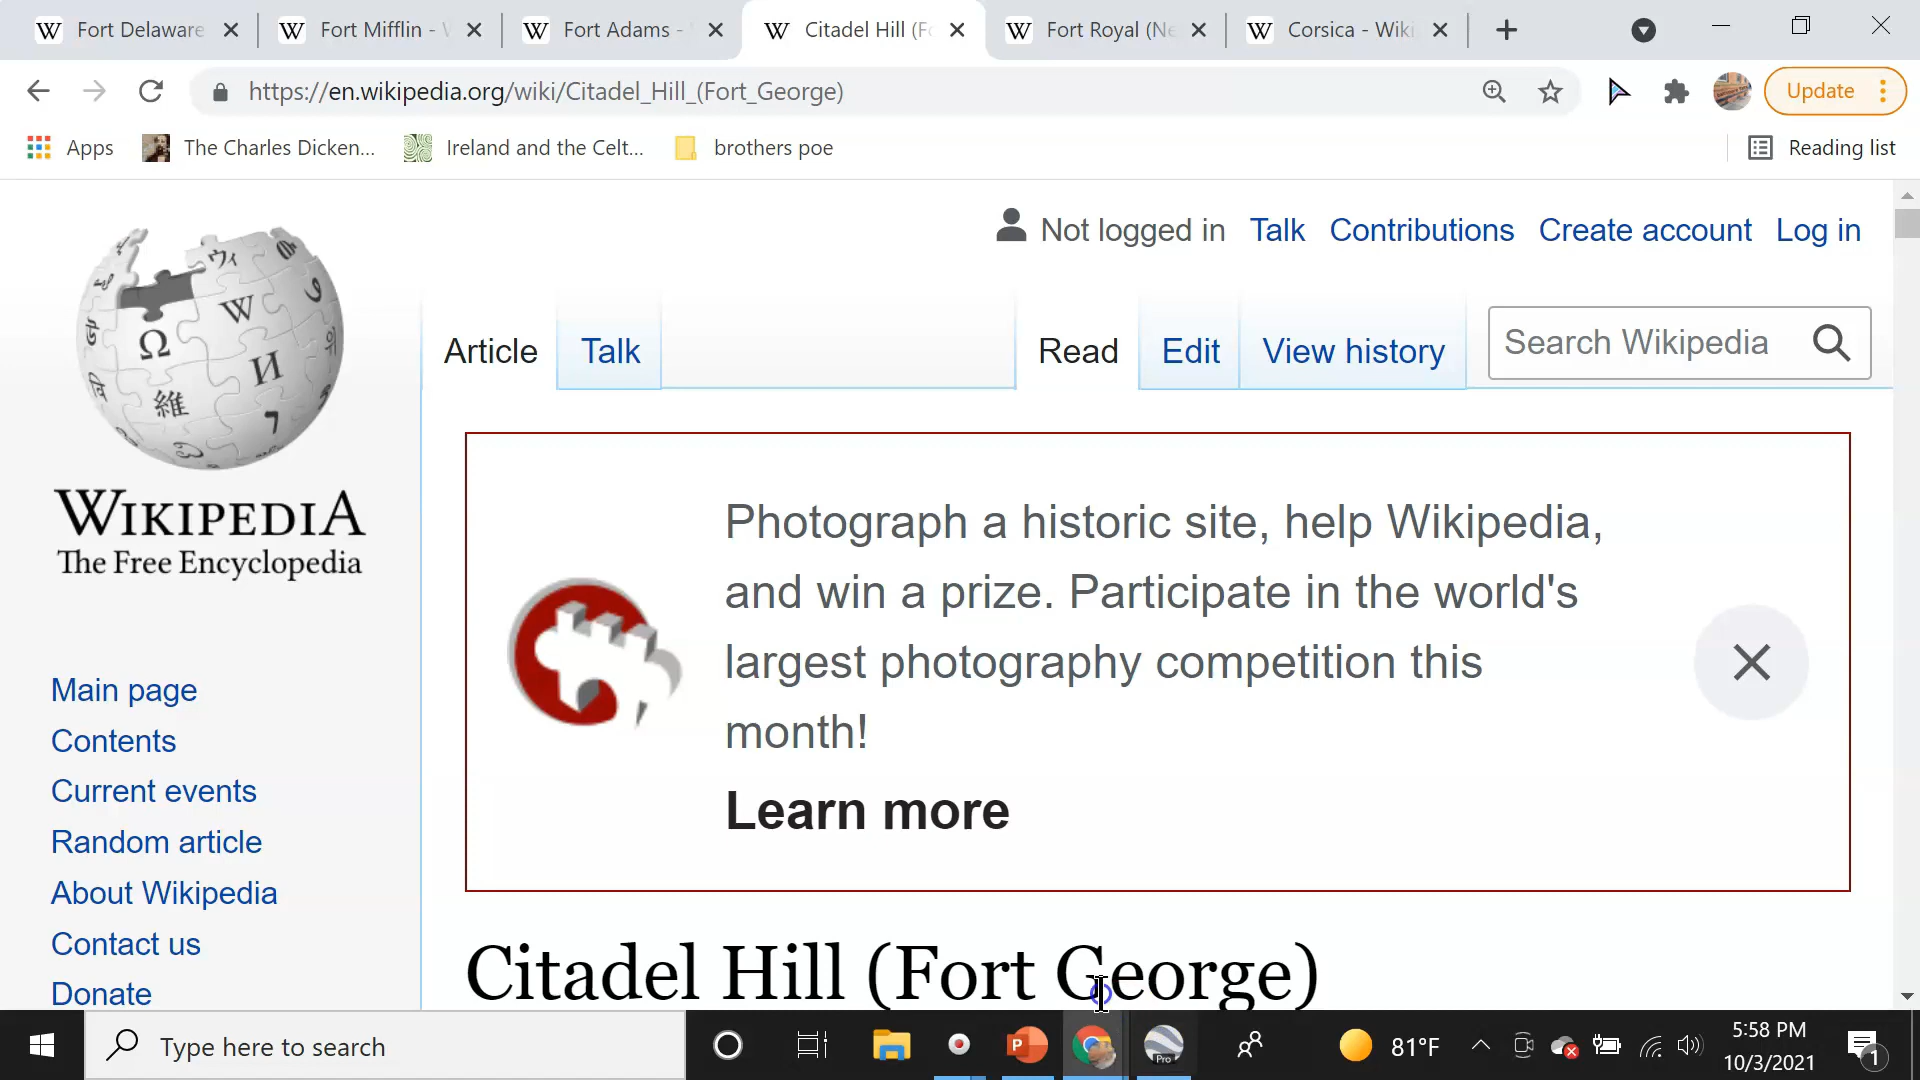 Fort Delaware
Fort Mifflin - W
Fort Adams -
Citadel Hill (Fo
Fort Royal (Ne
Corsica - Wiki
https://en.wikipedia.org/wiki/Citadel_Hill_(Fort_George)
Update
Apps
The Charles Dicken...
Ireland and the Celt...
brothers poe
Reading list
Not logged in Talk Contributions Create account Log in
Article Talk Read Edit View history Search Wikipedia
WIKIPEDIA
The Free Encyclopedia
Main page
Contents
Current events
Random article
About Wikipedia
Contact us
Donate
Photograph a historic site, help Wikipedia,
and win a prize. Participate in the world's
largest photography competition this
month!
Learn more
Citadel Hill (Fort George)
Type here to search
P
Pro
81°F
5:58 PM
10/3/2021
1